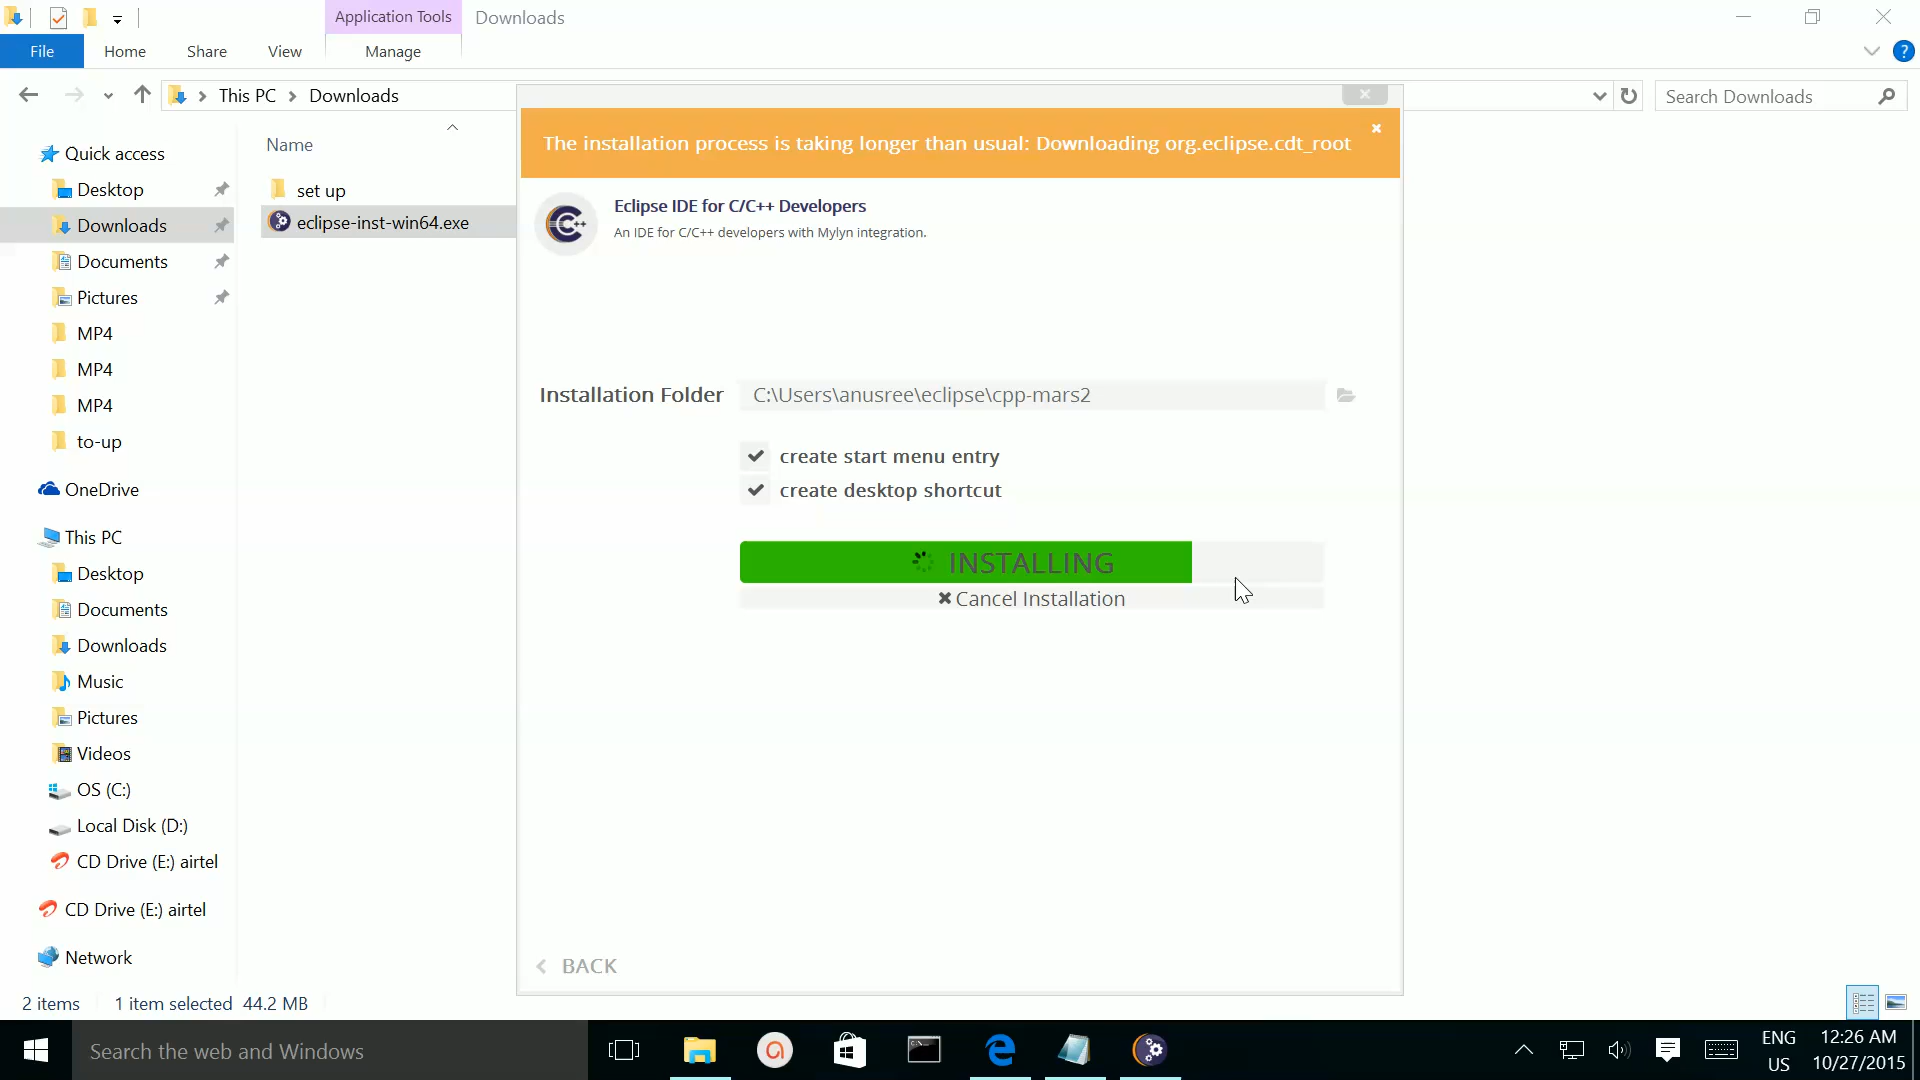 Application Tools
Downloads
File
Home
Share
View
Manage
This PC
Downloads
Search Downloads
Quick access
Desktop
Downloads
Documents
Pictures
MP4
MP4
MP4
to-up
OneDrive
This PC
Desktop
Documents
Downloads
Music
Pictures
Videos
OS (C:)
Local Disk (D:)
CD Drive (E:) airtel
CD Drive (E:) airtel
Network
Name
set up
eclipse-inst-win64.exe
The installation process is taking longer than usual: Downloading org.eclipse.cdt_root
C++
Eclipse IDE for C/C++ Developers
An IDE for C/C++ developers with Mylyn integration.
Installation Folder
C:\Users\anusree\eclipse\cpp-mars2
create start menu entry
create desktop shortcut
INSTALLING
Cancel Installation
BACK
2 items
1 item selected 44.2 MB
Search the web and Windows
ENG
US
12:26 AM
10/27/2015